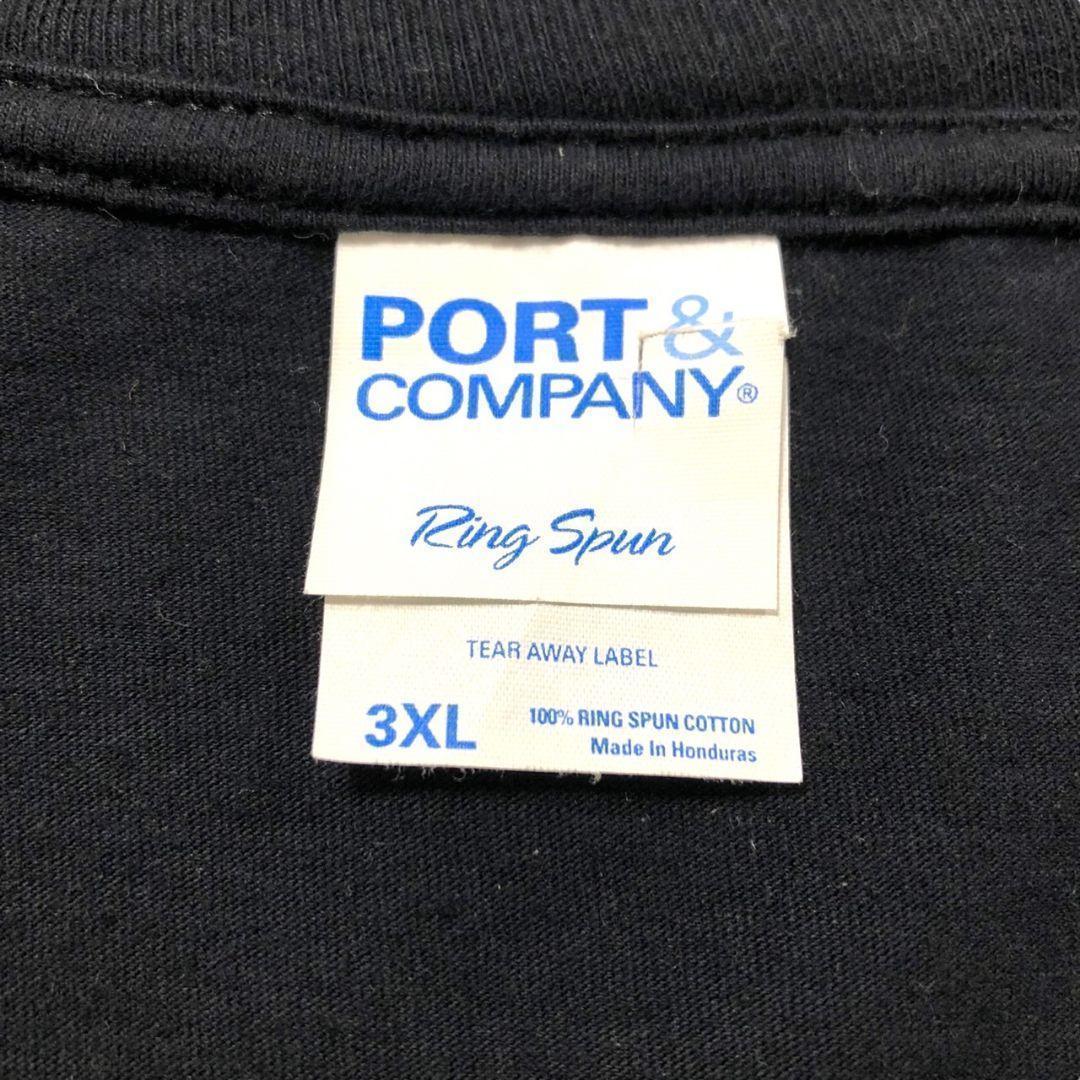 PORT &
COMPANY®
Ring Spun
TEAR AWAY LABEL
3XL
100% RING SPUN COTTON
Made In Honduras